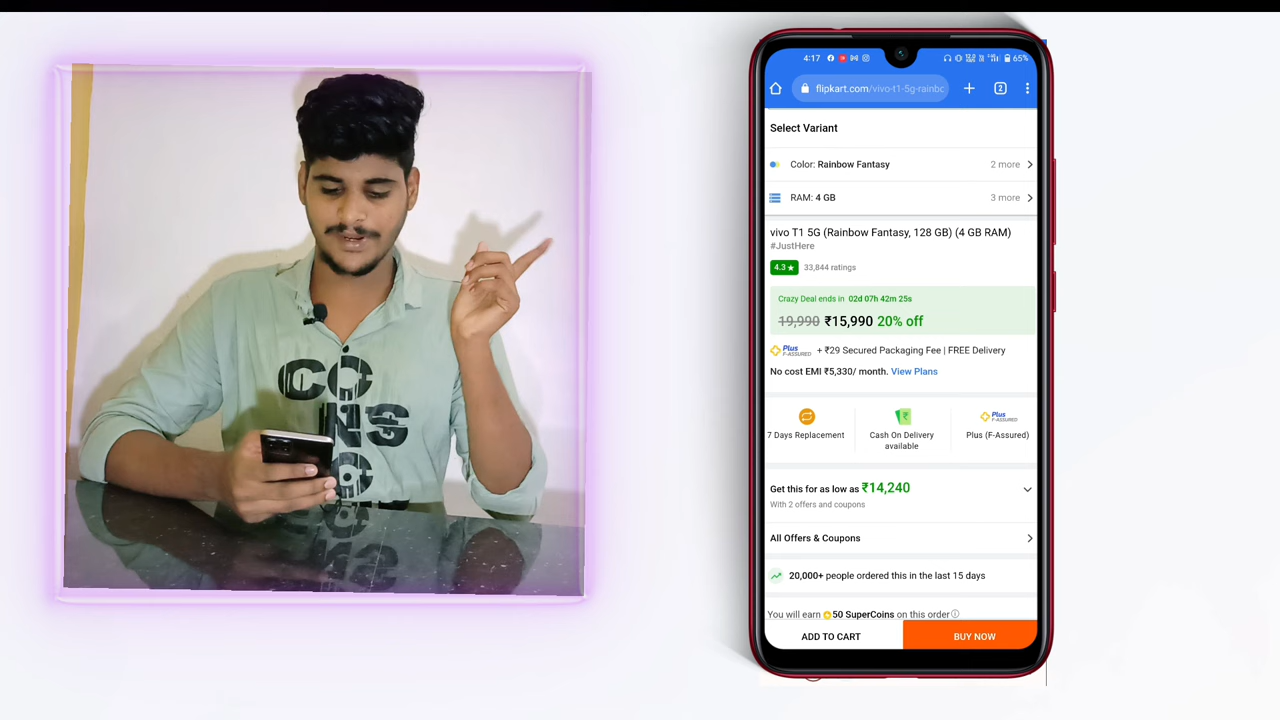 CO
NS
4:17
65%
flipkart.com/vivo-t1-5g-rainbo
2
Select Variant
Color: Rainbow Fantasy
2 more
RAM: 4 GB
3 more
vivo T1 5G (Rainbow Fantasy, 128 GB) (4 GB RAM)
#JustHere
4.3★ 33,844 ratings
Crazy Deal ends in 02d 07h 42m 25s
19,990 ₹15,990 20% off
Plus F-ASSURED + ₹29 Secured Packaging Fee | FREE Delivery
No cost EMI ₹5,330/ month. View Plans
7 Days Replacement
Cash On Delivery
available
Plus F-ASSURED
Plus (F-Assured)
Get this for as low as ₹14,240
With 2 offers and coupons
All Offers & Coupons
20,000+ people ordered this in the last 15 days
You will earn 50 SuperCoins on this order
ADD TO CART
BUY NOW